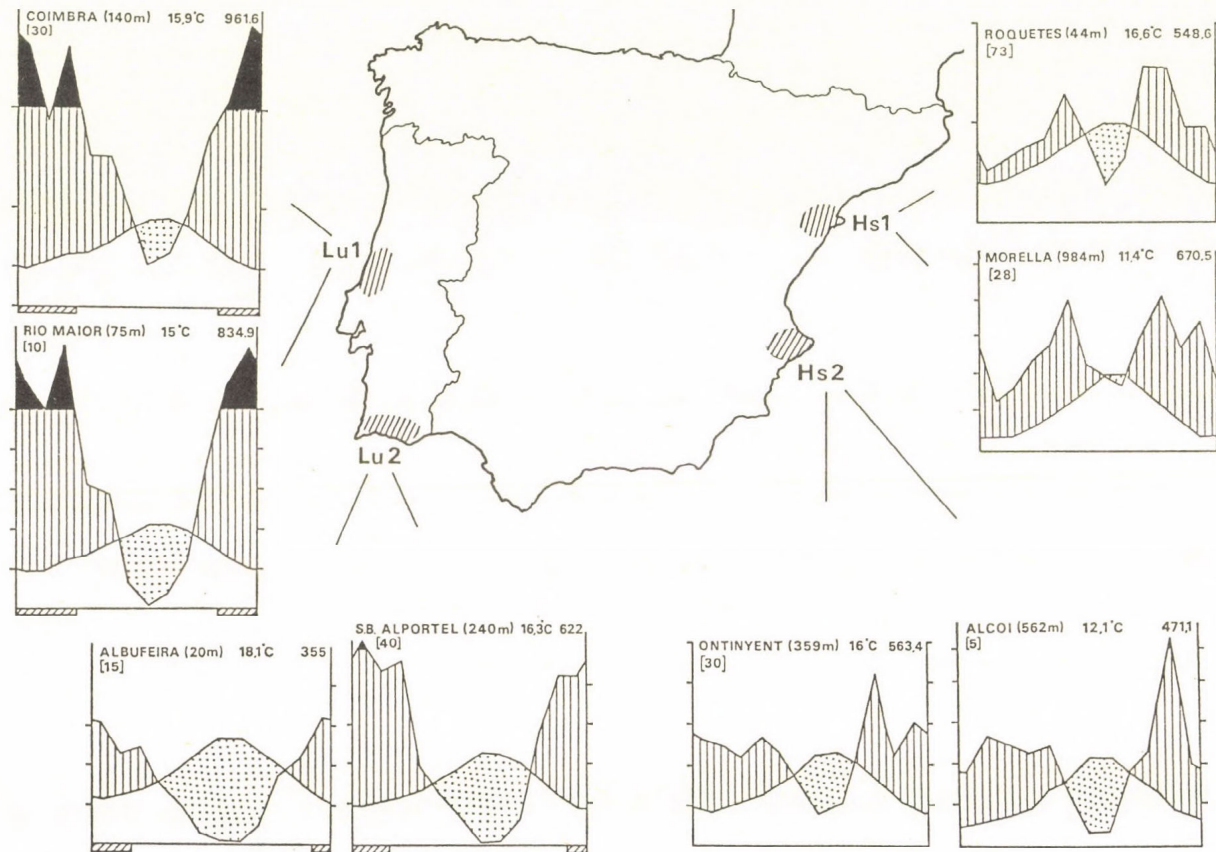 COIMBRA (140m) 15,9°C 961.6
[30]
ROQUETES (44m) 16,6°C 548,6
[73]
Lu1
Hs1
MORELLA (984m) 11,4°C 670,5
[28]
RIO MAIOR (75m) 15°C 834.9
[10]
Hs2
Lu2
ALBUFEIRA (20m) 18,1°C 355
[15]
S.B. ALPORTEL (240m) 16,3°C 622
[40]
ONTINYENT (359m) 16°C 563,4
[30]
ALCOI (562m) 12,1°C 471,1
[5]